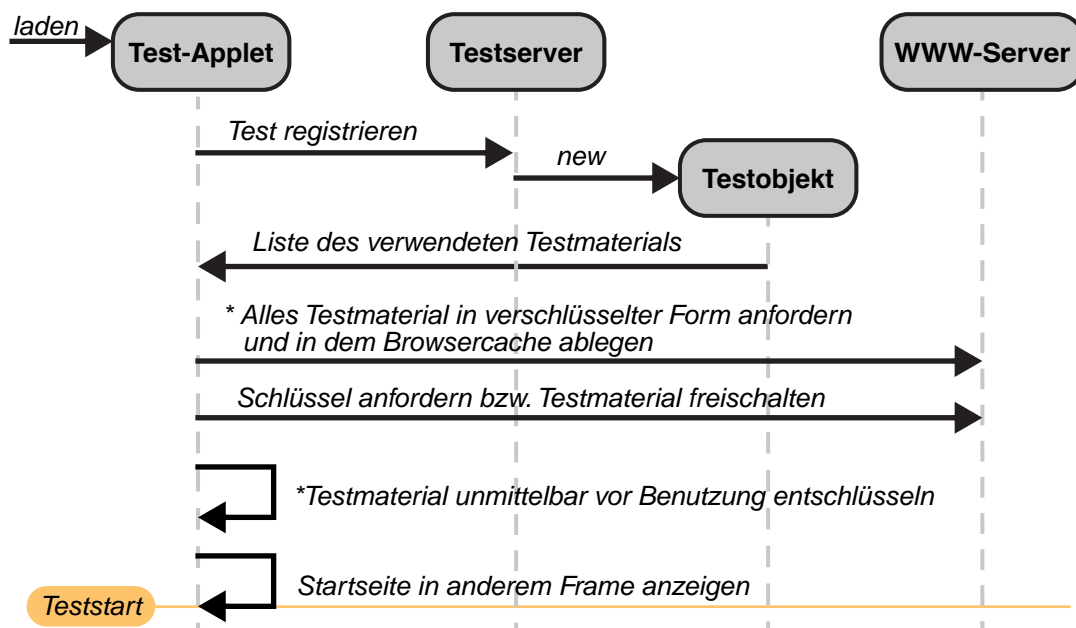 laden
Test-Applet
Testserver
WWW-Server
Test registrieren
new
Testobjekt
Liste des verwendeten Testmaterials
* Alles Testmaterial in verschlüsselter Form anfordern
und in dem Browsercache ablegen
Schlüssel anfordern bzw. Testmaterial freischalten
*Testmaterial unmittelbar vor Benutzung entschlüsseln
Startseite in anderem Frame anzeigen
Teststart